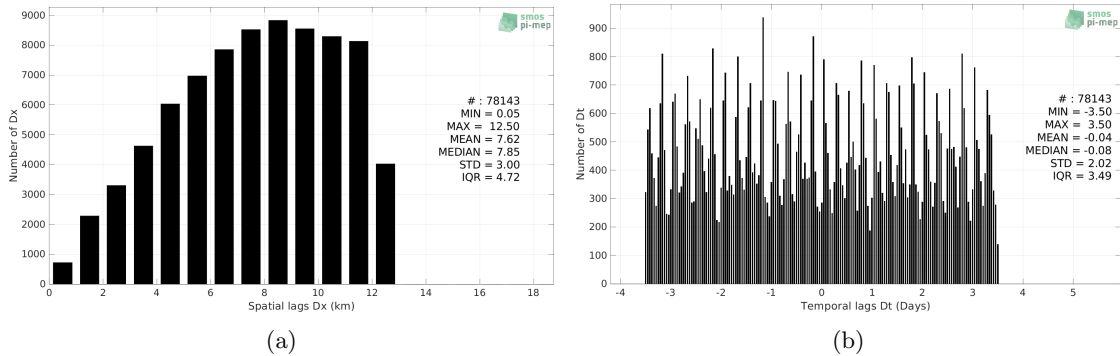 9000
8000
7000
6000
5000
4000
3000
2000
1000
0
Number of Dx
smos
pi-mep
# : 78143
MIN = 0.05
MAX = 12.50
MEAN = 7.62
MEDIAN = 7.85
STD = 3.00
IQR = 4.72
0 2 4 6 8 10 12 14 16 18
Spatial lags Dx (km)
(a)
900
800
700
600
500
400
300
200
100
0
Number of Dt
smos
pi-mep
# : 78143
MIN = -3.50
MAX = 3.50
MEAN = -0.04
MEDIAN = -0.08
STD = 2.02
IQR = 3.49
-4 -3 -2 -1 0 1 2 3 4 5
Temporal lags Dt (Days)
(b)